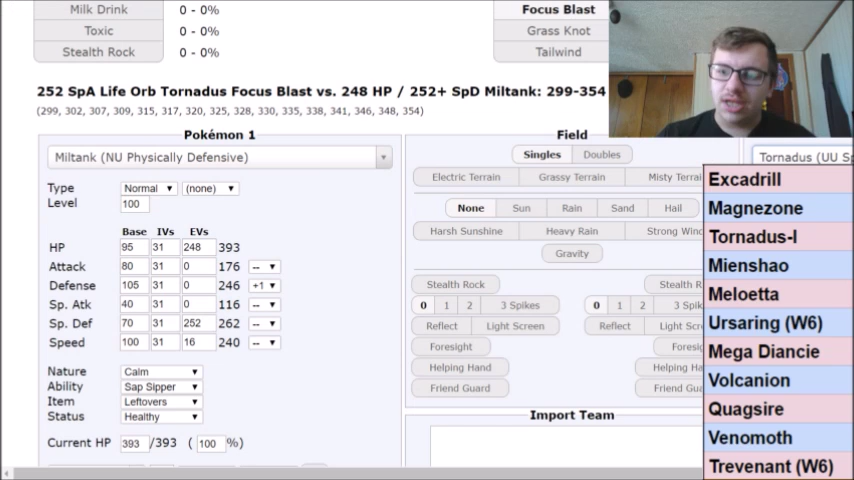 Milk Drink 0 - 0% Focus Blast
Toxic 0 - 0% Grass Knot
Stealth Rock 0 - 0% Tailwind
252 SpA Life Orb Tornadus Focus Blast vs. 248 HP / 252+ SpD Miltank: 299-354
(299, 302, 307, 309, 315, 317, 320, 325, 328, 330, 335, 338, 341, 346, 348, 354)
Pokémon 1
Miltank (NU Physically Defensive)
Type Normal (none)
Level 100
Base IVs EVs
HP 95 31 248 393
Attack 80 31 0 176 --
Defense 105 31 0 246 +1
Sp. Atk 40 31 0 116 --
Sp. Def 70 31 252 262 --
Speed 100 31 16 240 --
Nature Calm
Ability Sap Sipper
Item Leftovers
Status Healthy
Current HP 393 /393 ( 100 %)
Field
Singles Doubles
Electric Terrain Grassy Terrain Misty Terrai
None Sun Rain Sand Hail
Harsh Sunshine Heavy Rain Strong Wind
Gravity
Stealth Rock Stealth R
0 1 2 3 Spikes 0 1 2 3 Spik
Reflect Light Screen Reflect Light Scre
Foresight Foresi
Helping Hand Helping Ha
Friend Guard Friend Gua
Import Team
Tornadus (UU Sp
Excadrill
Magnezone
Tornadus-I
Mienshao
Meloetta
Ursaring (W6)
Mega Diancie
Volcanion
Quagsire
Venomoth
Trevenant (W6)